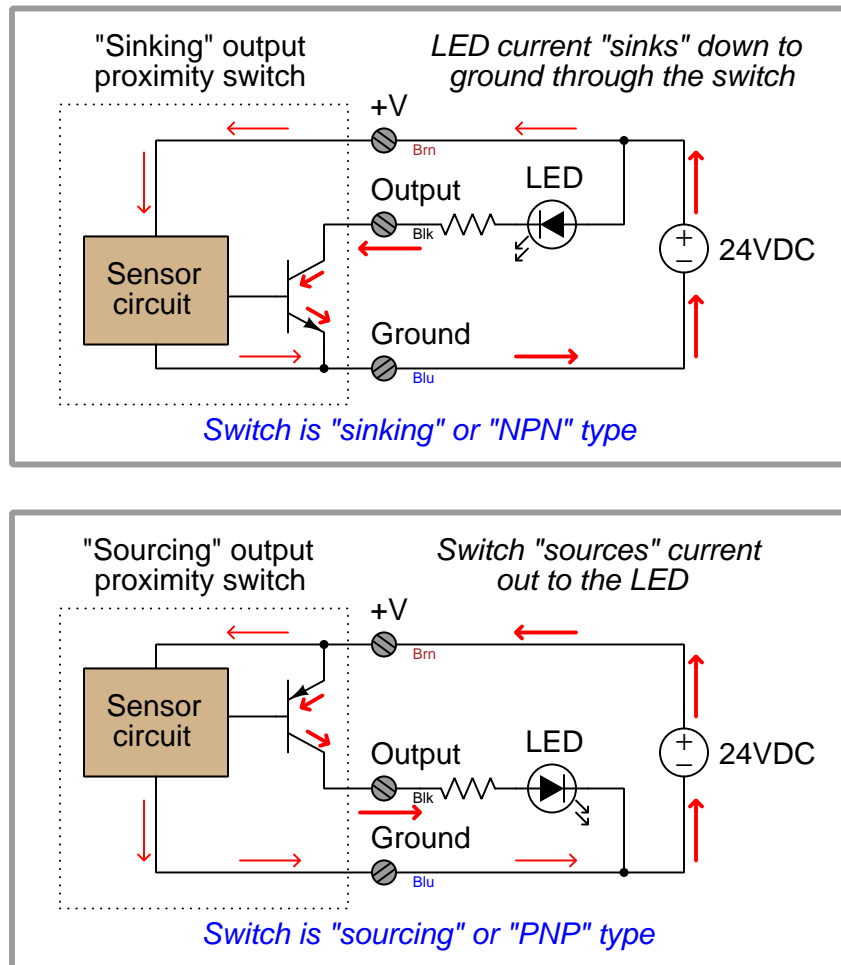 "Sinking" output
proximity switch
LED current "sinks" down to
ground through the switch
+V
Brn
Output
Blk
LED
Sensor
circuit
+
−
24VDC
Ground
Blu
Switch is "sinking" or "NPN" type
"Sourcing" output
proximity switch
Switch "sources" current
out to the LED
+V
Brn
Sensor
circuit
Output
Blk
LED
+
−
24VDC
Ground
Blu
Switch is "sourcing" or "PNP" type